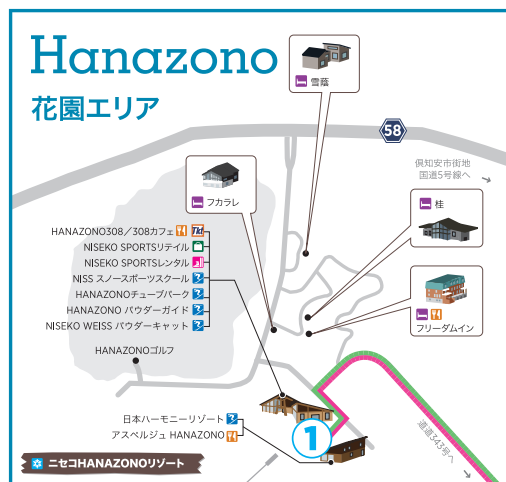 Hanazono
花園エリア
雪蔭
58
倶知安市街地
国道5号線へ
フカラレ
桂
HANAZONO308／308カフェ Tkt
NISEKO SPORTSリテイル
NISEKO SPORTSレンタル
NISS スノースポーツスクール
HANAZONOチューブパーク
HANAZONO パウダーガイド
NISEKO WEISS パウダーキャット
フリーダムイン
HANAZONOゴルフ
日本ハーモニーリゾート
アスペルジュ HANAZONO
1
道道343号へ
ニセコHANAZONOリゾート